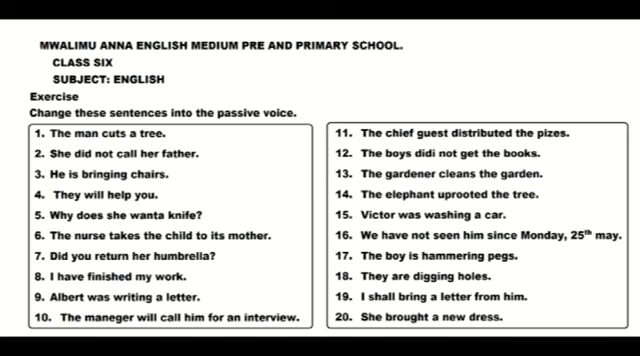 MWALIMU ANNA ENGLISH MEDIUM PRE AND PRIMARY SCHOOL.
CLASS SIX
SUBJECT: ENGLISH
Exercise
Change these sentences into the passive voice.
1. The man cuts a tree.
2. She did not call her father.
3. He is bringing chairs.
4. They will help you.
5. Why does she wanta knife?
6. The nurse takes the child to its mother.
7. Did you return her humbrella?
8. I have finished my work.
9. Albert was writing a letter.
10. The maneger will call him for an interview.
11. The chief guest distributed the pizes.
12. The boys didi not get the books.
13. The gardener cleans the garden.
14. The elephant uprooted the tree.
15. Victor was washing a car.
16. We have not seen him since Monday, 25th may.
17. The boy is hammering pegs.
18. They are digging holes.
19. I shall bring a letter from him.
20. She brought a new dress.